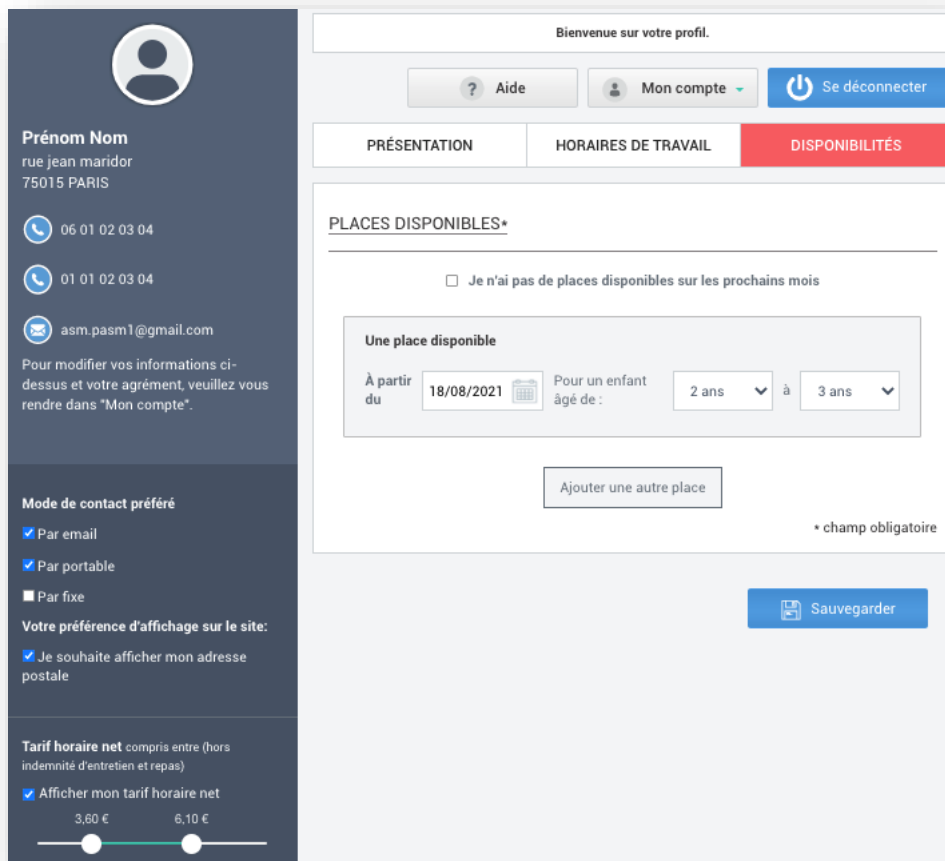 Prénom Nom
rue jean maridor
75015 PARIS
06 01 02 03 04
01 01 02 03 04
asm.pasm1@gmail.com
Pour modifier vos informations ci-
dessus et votre agrément, veuillez vous
rendre dans "Mon compte".
Mode de contact préféré
Par email
Par portable
Par fixe
Votre préférence d'affichage sur le site:
Je souhaite afficher mon adresse
postale
Tarif horaire net compris entre (hors
indemnité d'entretien et repas)
Afficher mon tarif horaire net
3,60 € 6,10 €
Bienvenue sur votre profil.
? Aide Mon compte Se déconnecter
PRÉSENTATION HORAIRES DE TRAVAIL DISPONIBILITÉS
PLACES DISPONIBLES*
Je n'ai pas de places disponibles sur les prochains mois
Une place disponible
À partir
du
18/08/2021
Pour un enfant
âgé de :
2 ans à 3 ans
Ajouter une autre place
* champ obligatoire
Sauvegarder